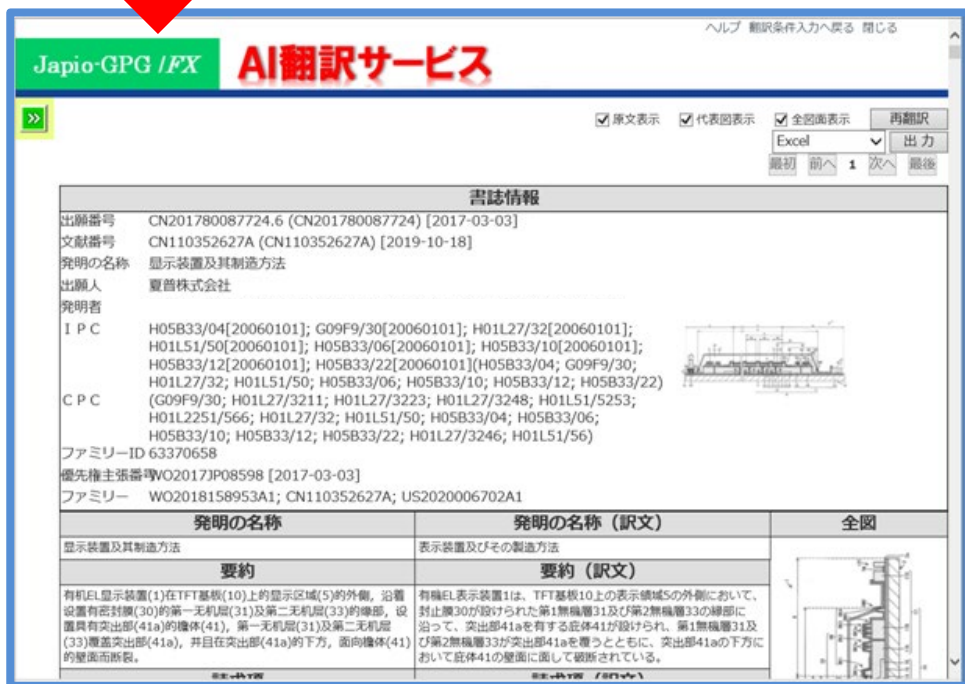 ヘルプ 翻訳条件入力へ戻る 閉じる
Japio-GPG /FX AI翻訳サービス
原文表示 代表図表示 全図面表示 再翻訳
Excel 出力
最初 前へ 1 次へ 最後
書誌情報
出願番号 CN201780087724.6 (CN201780087724) [2017-03-03]
文献番号 CN110352627A (CN110352627A) [2019-10-18]
発明の名称 显示装置及其制造方法
出願人 夏普株式会社
発明者
IPC H05B33/04[20060101]; G09F9/30[20060101]; H01L27/32[20060101];
H01L51/50[20060101]; H05B33/06[20060101]; H05B33/10[20060101];
H05B33/12[20060101]; H05B33/22[20060101](H05B33/04; G09F9/30;
H01L27/32; H01L51/50; H05B33/06; H05B33/10; H05B33/12; H05B33/22)
CPC (G09F9/30; H01L27/3211; H01L27/3223; H01L27/3248; H01L51/5253;
H01L2251/566; H01L27/32; H01L51/50; H05B33/04; H05B33/06;
H05B33/10; H05B33/12; H05B33/22; H01L27/3246; H01L51/56)
ファミリーID 63370658
優先権主張番号 WO2017JP08598 [2017-03-03]
ファミリー WO2018158953A1; CN110352627A; US2020006702A1
発明の名称 発明の名称（訳文） 全図
显示装置及其制造方法 表示装置及びその製造方法
要約 要約（訳文）
有机EL显示装置(1)在TFT基板(10)上的显示区域(5)的外侧，沿着
设置有密封膜(30)的第一无机层(31)及第二无机层(33)的缘部，设
置具有突出部(41a)的檐体(41)，第一无机层(31)及第二无机层
(33)覆盖突出部(41a)，并且在突出部(41a)的下方，面向檐体(41)
的壁面而断裂。
有機EL表示装置1は、TFT基板10上の表示領域5の外側において、
封止膜30が設けられた第1無機層31及び第2無機層33の縁部に
沿って、突出部41aを有する庇体41が設けられ、第1無機層31及
び第2無機層33が突出部41aを覆うとともに、突出部41aの下方に
おいて庇体41の壁面に面して破断されている。
請求項 請求項（訳文）